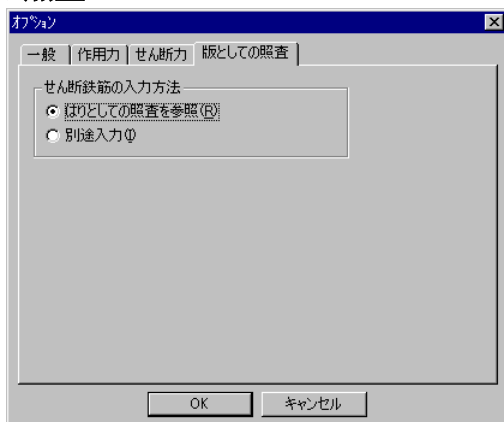 ｵﾌﾟｼｮﾝ
一般 作用力 せん断力 版としての照査
せん断鉄筋の入力方法
はりとしての照査を参照(R)
別途入力(I)
OK キャンセル